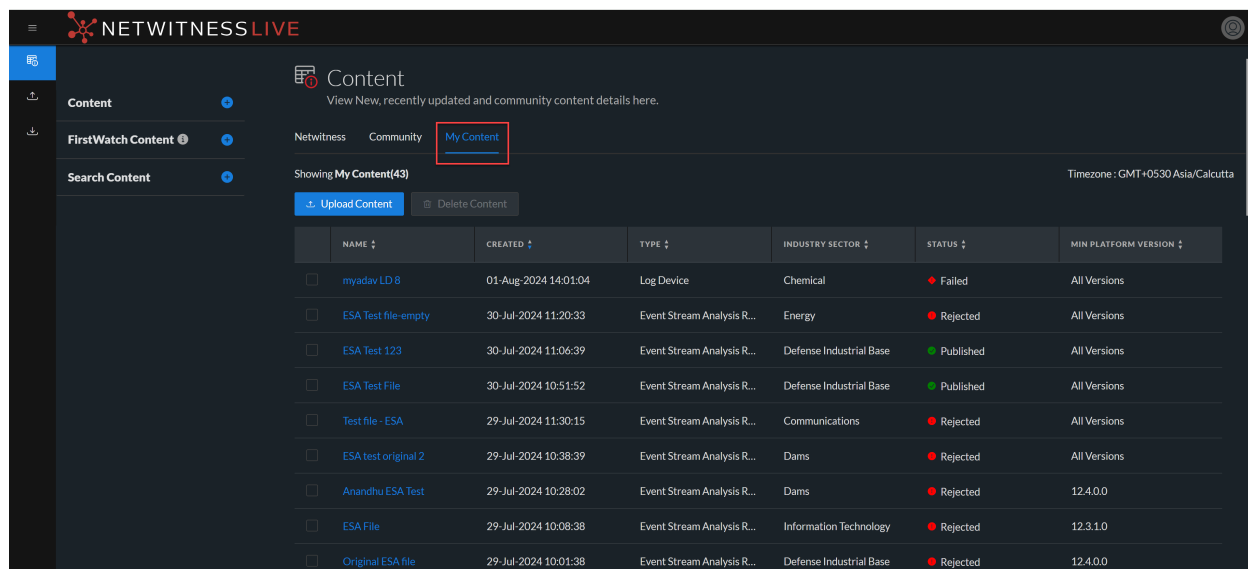 NETWITNESS LIVE
Content
View New, recently updated and community content details here.
Content
FirstWatch Content
Search Content
Netwitness Community My Content
Showing My Content(43) Timezone : GMT+0530 Asia/Calcutta
Upload Content Delete Content
NAME CREATED TYPE INDUSTRY SECTOR STATUS MIN PLATFORM VERSION
myadav LD 8 01-Aug-2024 14:01:04 Log Device Chemical Failed All Versions
ESA Test file-empty 30-Jul-2024 11:20:33 Event Stream Analysis R... Energy Rejected All Versions
ESA Test 123 30-Jul-2024 11:06:39 Event Stream Analysis R... Defense Industrial Base Published All Versions
ESA Test File 30-Jul-2024 10:51:52 Event Stream Analysis R... Defense Industrial Base Published All Versions
Test file - ESA 29-Jul-2024 11:30:15 Event Stream Analysis R... Communications Rejected All Versions
ESA test original 2 29-Jul-2024 10:38:39 Event Stream Analysis R... Dams Rejected All Versions
Anandhu ESA Test 29-Jul-2024 10:28:02 Event Stream Analysis R... Dams Rejected 12.4.0.0
ESA File 29-Jul-2024 10:08:38 Event Stream Analysis R... Information Technology Rejected 12.3.1.0
Original ESA file 29-Jul-2024 10:01:38 Event Stream Analysis R... Defense Industrial Base Rejected 12.4.0.0